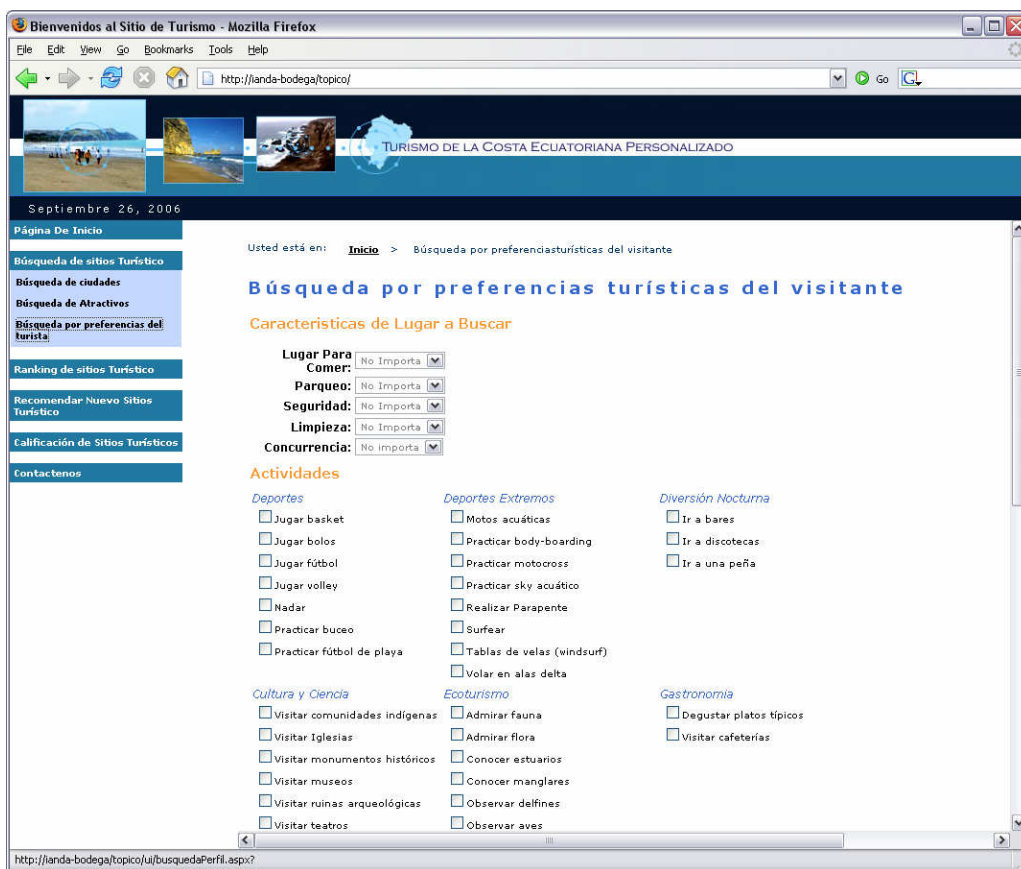 Bienvenidos al Sitio de Turismo - Mozilla Firefox
File Edit View Go Bookmarks Tools Help
http://ianda-bodega/topico/ Go G
TURISMO DE LA COSTA ECUATORIANA PERSONALIZADO
Septiembre 26, 2006
Página De Inicio
Búsqueda de sitios Turístico
Búsqueda de ciudades
Búsqueda de Atractivos
Búsqueda por preferencias del
turista
Ranking de sitios Turístico
Recomendar Nuevo Sitios
Turístico
Calificación de Sitios Turísticos
Contactenos
Usted está en: Inicio > Búsqueda por preferenciasturísticas del visitante
Búsqueda por preferencias turísticas del visitante
Caracteristicas de Lugar a Buscar
Lugar Para
Comer: No Importa
Parqueo: No Importa
Seguridad: No Importa
Limpieza: No Importa
Concurrencia: No importa
Actividades
Deportes Deportes Extremos Diversión Nocturna
Jugar basket Motos acuáticas Ir a bares
Jugar bolos Practicar body-boarding Ir a discotecas
Jugar fútbol Practicar motocross Ir a una peña
Jugar volley Practicar sky acuático
Nadar Realizar Parapente
Practicar buceo Surfear
Practicar fútbol de playa Tablas de velas (windsurf)
Volar en alas delta
Cultura y Ciencia Ecoturismo Gastronomia
Visitar comunidades indígenas Admirar fauna Degustar platos típicos
Visitar Iglesias Admirar flora Visitar cafeterías
Visitar monumentos históricos Conocer estuarios
Visitar museos Conocer manglares
Visitar ruinas arqueológicas Observar delfines
Visitar teatros Observar aves
http://ianda-bodega/topico/ui/busquedaPerfil.aspx?